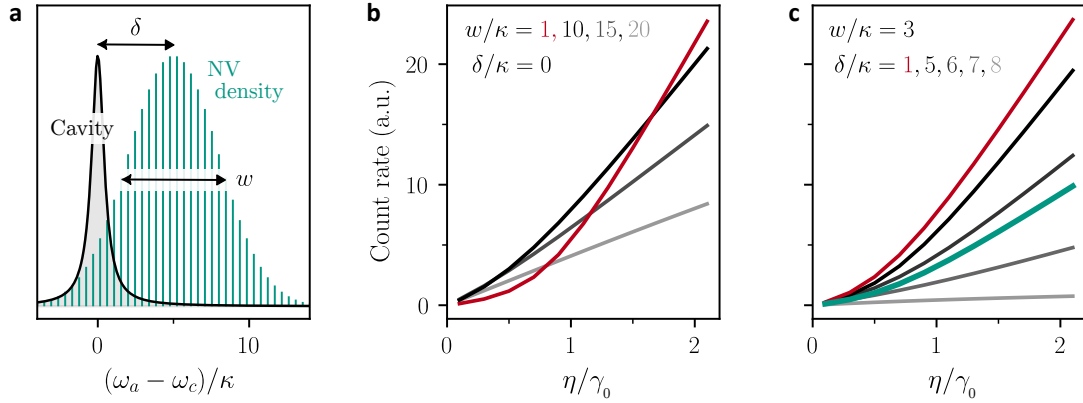 a
δ
NV
density
Cavity
w
0 10
(ω_a − ω_c)/κ
b
w/κ = 1, 10, 15, 20
δ/κ = 0
Count rate (a.u.)
20
10
0
0 1 2
η/γ_0
c
w/κ = 3
δ/κ = 1, 5, 6, 7, 8
0 1 2
η/γ_0